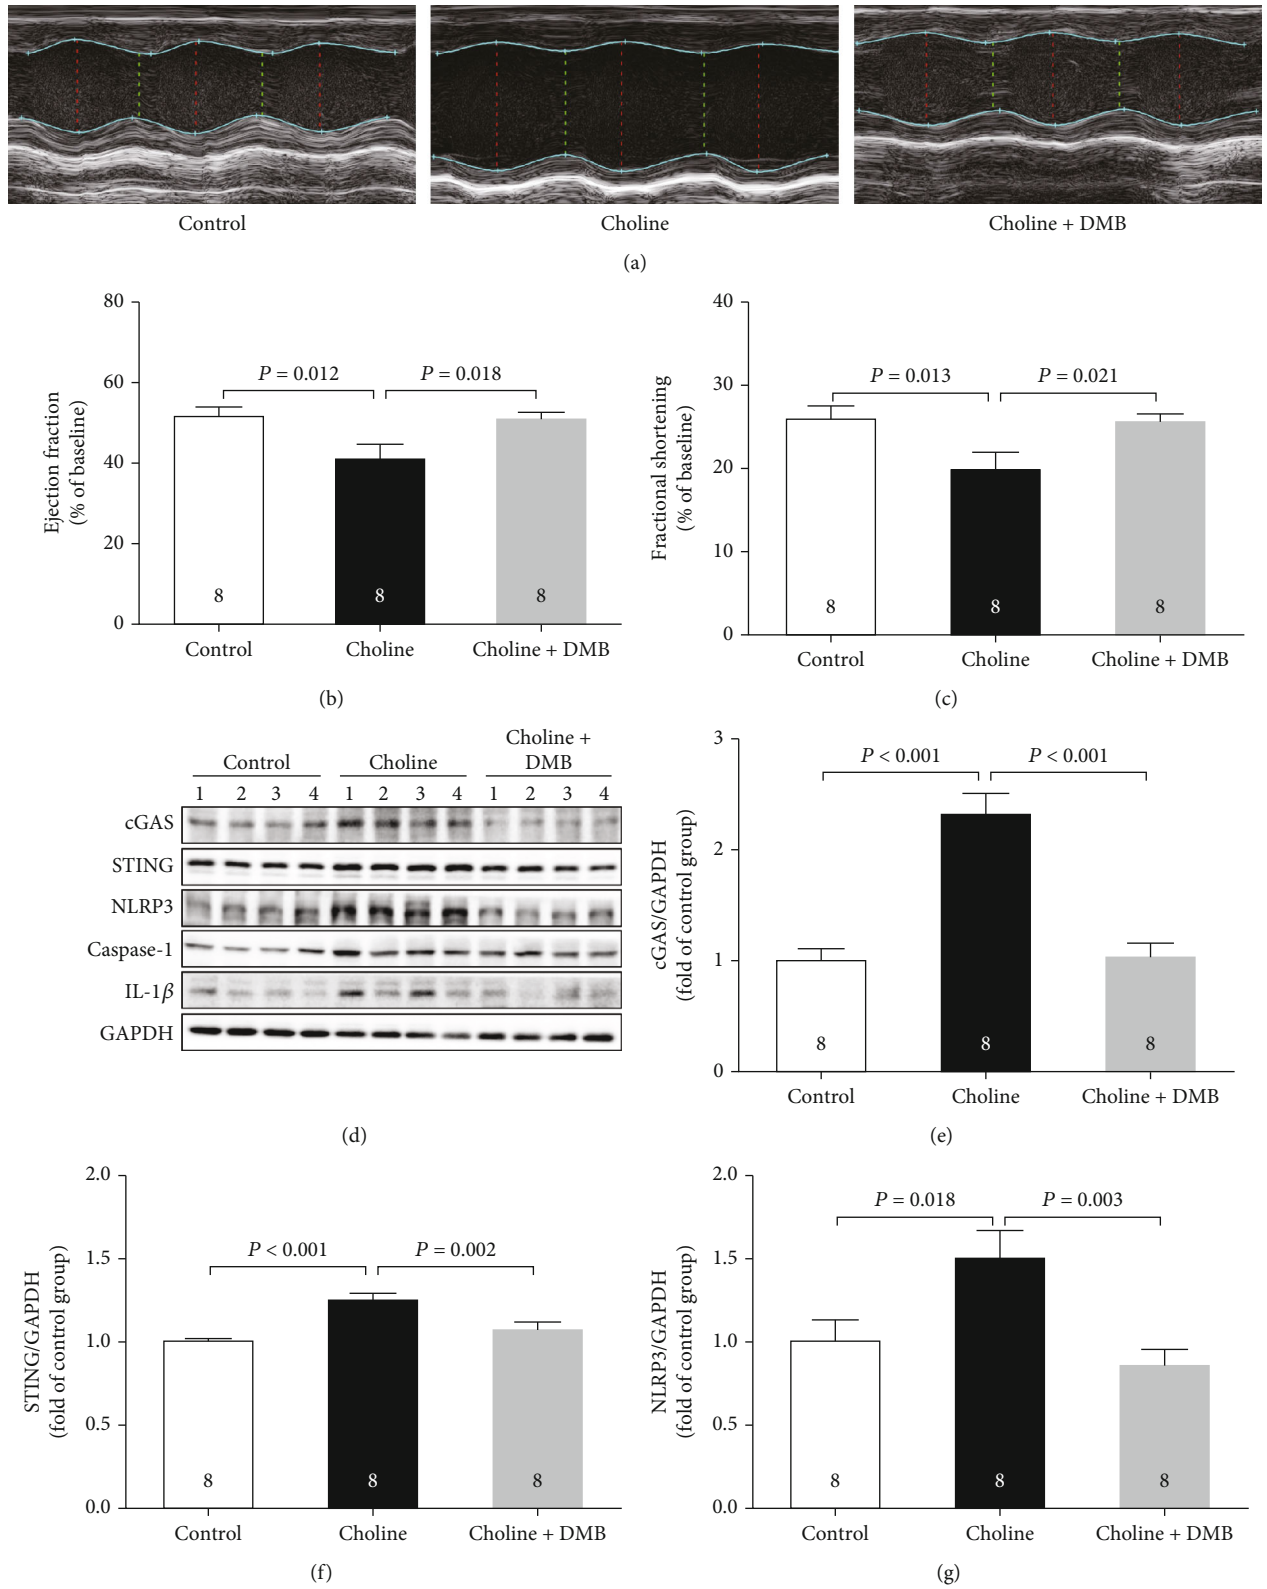 Control
Choline
Choline + DMB
(a)
80
60
40
20
0
Ejection fraction
(% of baseline)
P = 0.012
P = 0.018
8
8
8
Control
Choline
Choline + DMB
(b)
40
30
20
10
0
Fractional shortening
(% of baseline)
P = 0.013
P = 0.021
8
8
8
Control
Choline
Choline + DMB
(c)
Control
Choline
Choline +
DMB
1 2 3 4 1 2 3 4 1 2 3 4
cGAS
STING
NLRP3
Caspase-1
IL-1β
GAPDH
(d)
3
2
1
0
cGAS/GAPDH
(fold of control group)
P < 0.001
P < 0.001
8
8
8
Control
Choline
Choline + DMB
(e)
2.0
1.5
1.0
0.5
0.0
STING/GAPDH
(fold of control group)
P < 0.001
P = 0.002
8
8
8
Control
Choline
Choline + DMB
(f)
2.0
1.5
1.0
0.5
0.0
NLRP3/GAPDH
(fold of control group)
P = 0.018
P = 0.003
8
8
8
Control
Choline
Choline + DMB
(g)